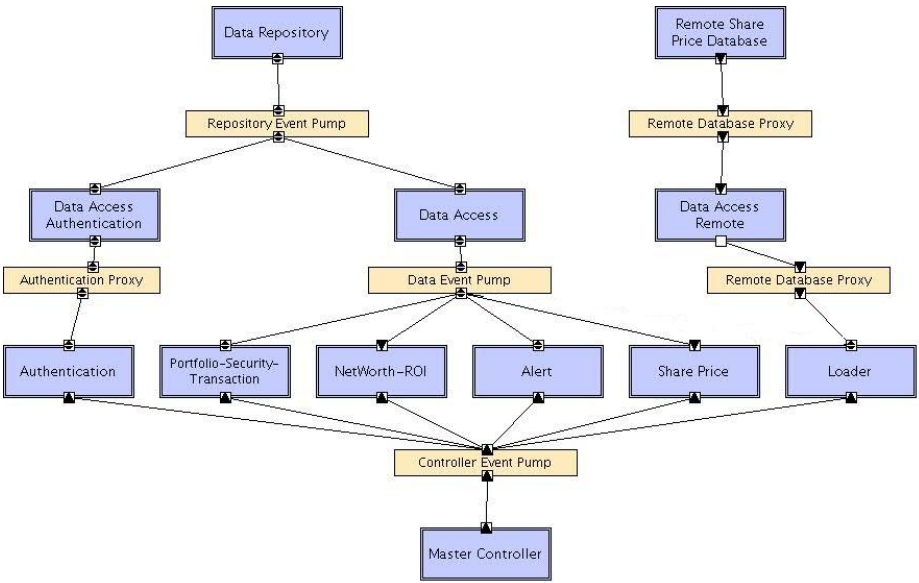 Data Repository
Remote Share
Price Database
Repository Event Pump
Remote Database Proxy
Data Access
Authentication
Data Access
Data Access
Remote
Authentication Proxy
Data Event Pump
Remote Database Proxy
Authentication
Portfolio-Security-
Transaction
NetWorth-ROI
Alert
Share Price
Loader
Controller Event Pump
Master Controller